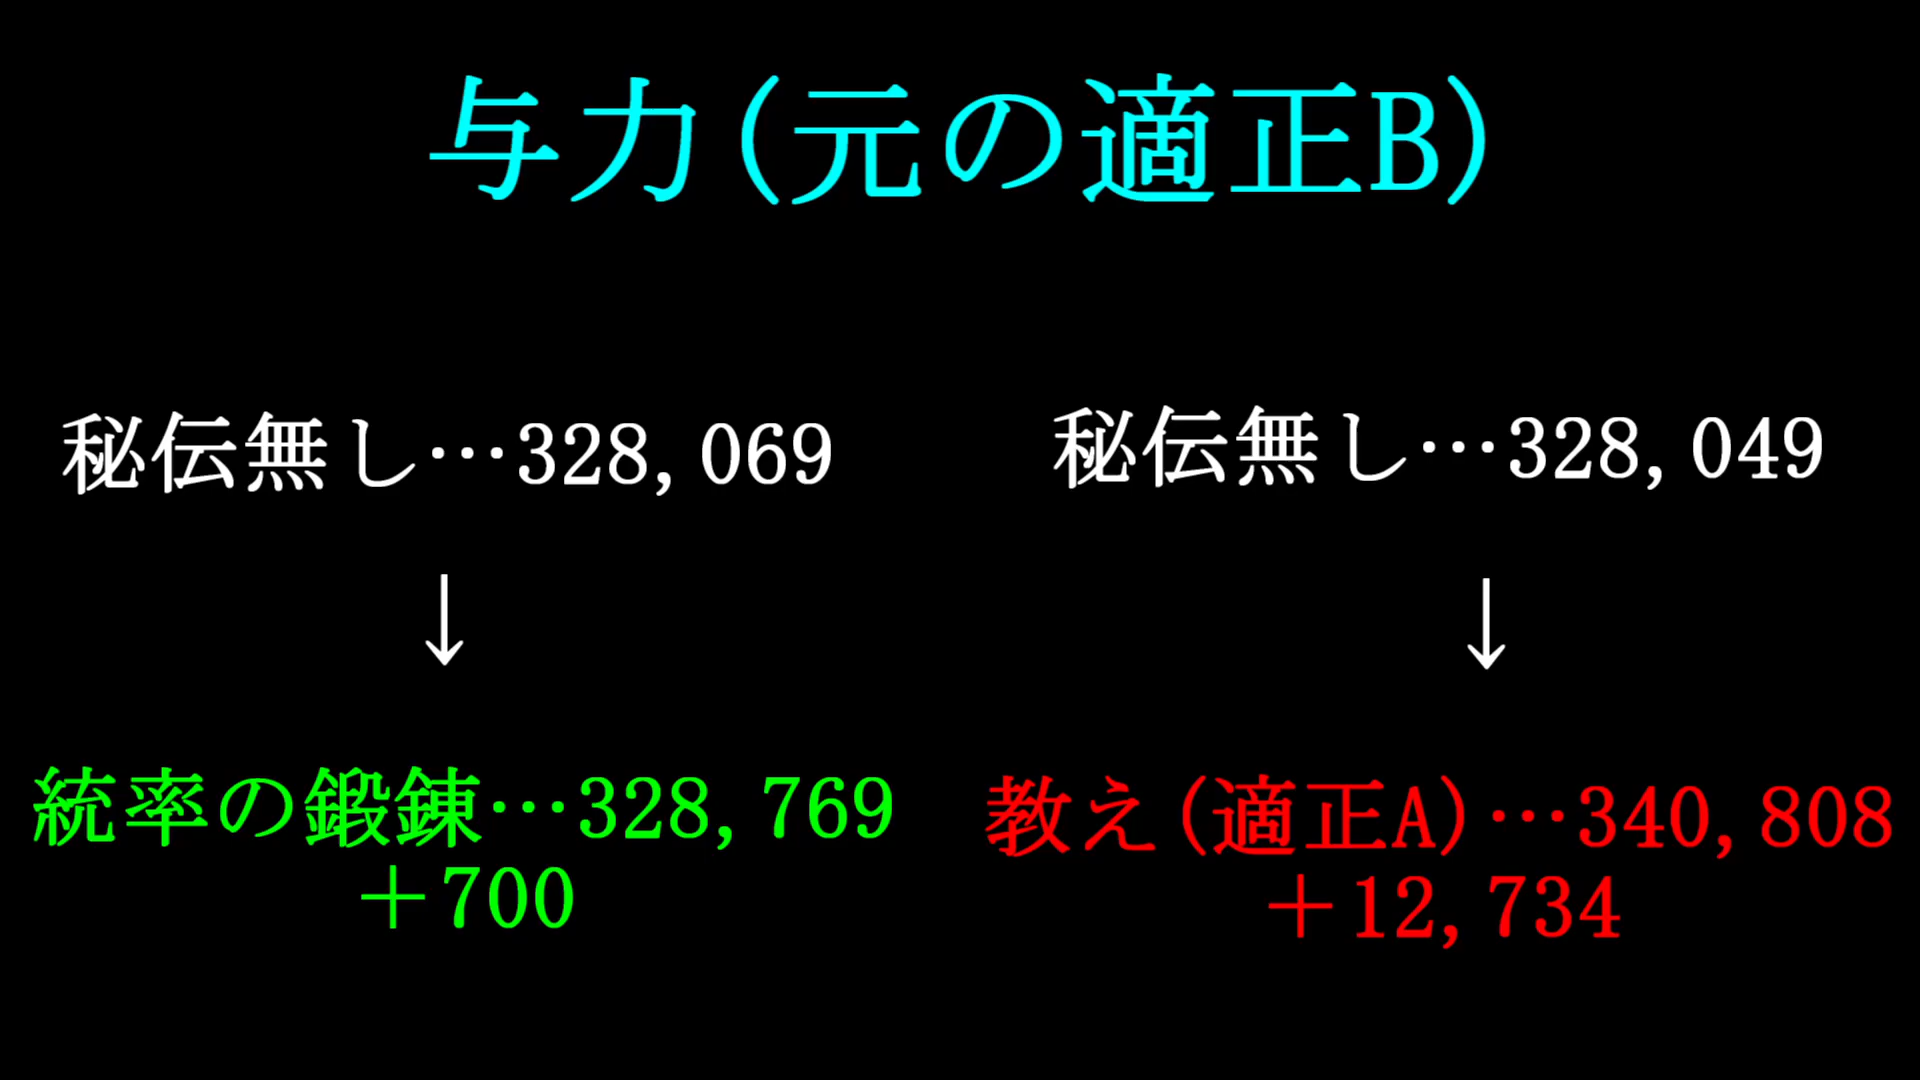 与力(元の適正B)
秘伝無し…328,069
↓
統率の鍛錬…328,769
＋700
秘伝無し…328,049
↓
教え(適正A)…340,808
＋12,734